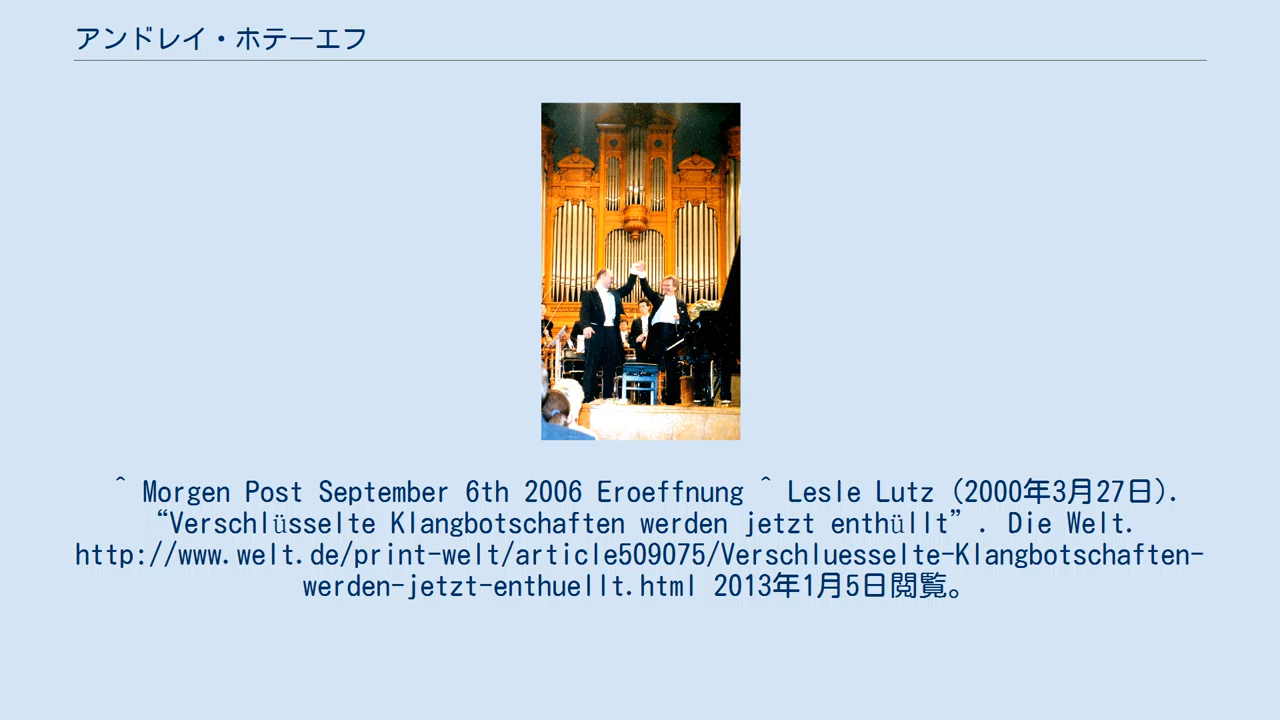 アンドレイ・ホテーエフ
^ Morgen Post September 6th 2006 Eroeffnung ^ Lesle Lutz (2000年3月27日).
“Verschlüsselte Klangbotschaften werden jetzt enthüllt”. Die Welt.
http://www.welt.de/print-welt/article509075/Verschluesselte-Klangbotschaften-
werden-jetzt-enthuellt.html 2013年1月5日閲覧。